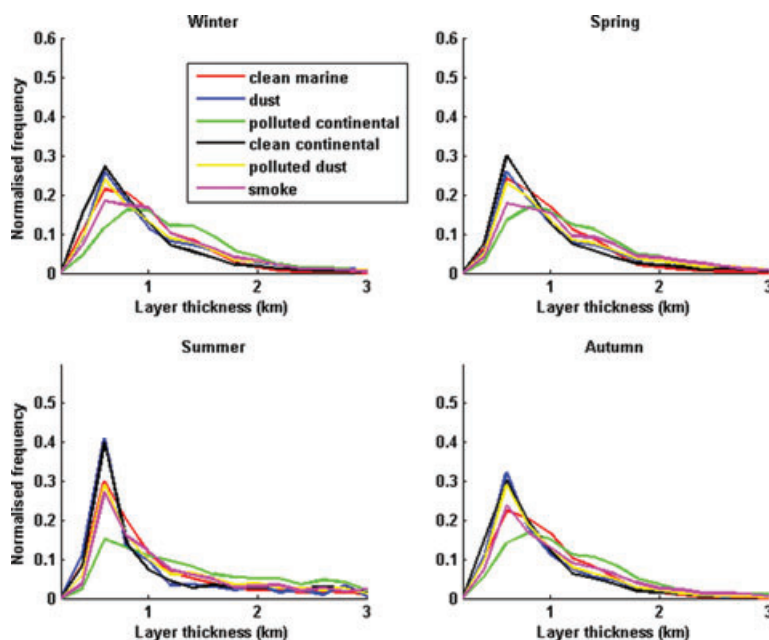 Winter
Spring
0.6
0.5
0.4
0.3
0.2
0.1
0
Normalised frequency
1
2
3
Layer thickness (km)
clean marine
dust
polluted continental
clean continental
polluted dust
smoke
0.6
0.5
0.4
0.3
0.2
0.1
0
1
2
3
Layer thickness (km)
Summer
Autumn
0.5
0.4
0.3
0.2
0.1
0
Normalised frequency
1
2
3
Layer thickness (km)
0.5
0.4
0.3
0.2
0.1
0
1
2
3
Layer thickness (km)